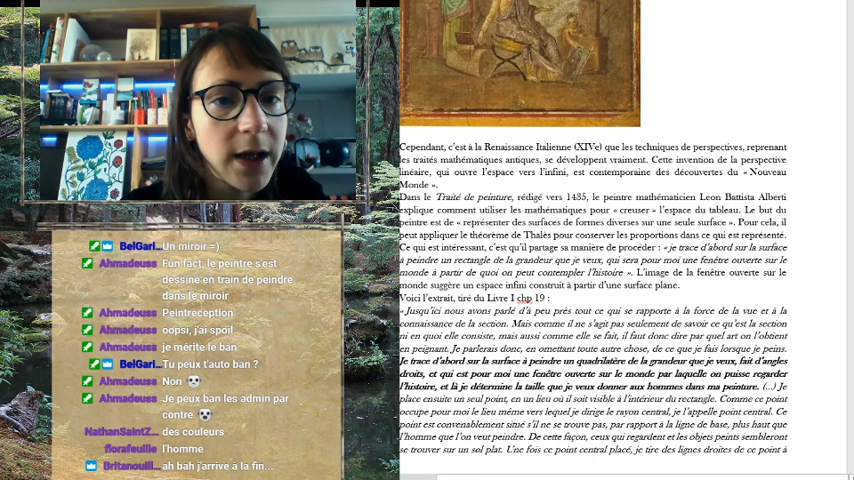 BelGari... Un miroir =)
Ahmadeuss Fun fact, le peintre s'est
dessiné en train de peindre
dans le miroir
Ahmadeuss Peintreception
Ahmadeuss oopsi, j'ai spoil
Ahmadeuss je mérite le ban
BelGari... Tu peux t'auto ban ?
Ahmadeuss Non
Ahmadeuss Je peux ban les admin par
contre
NathanSaintZ... des couleurs
florafeuille l'homme
Britanouill... ah bah j'arrive à la fin...
Cependant, c'est à la Renaissance Italienne (XIVe) que les techniques de perspectives, reprenant
les traités mathématiques antiques, se développent vraiment. Cette invention de la perspective
linéaire, qui ouvre l'espace vers l'infini, est contemporaine des découvertes du « Nouveau
Monde ».
Dans le Traité de peinture, rédigé vers 1435, le peintre mathématicien Leon Battista Alberti
explique comment utiliser les mathématiques pour « creuser » l'espace du tableau. Le but du
peintre est de « représenter des surfaces de formes diverses sur une seule surface ». Pour cela, il
peut appliquer le théorème de Thalès pour conserver les proportions dans ce qui est représenté.
Ce qui est intéressant, c'est qu'il partage sa manière de procéder : « je trace d'abord sur la surface
à peindre un rectangle de la grandeur que je veux, qui sera pour moi une fenêtre ouverte sur le
monde à partir de quoi on peut contempler l'histoire ». L'image de la fenêtre ouverte sur le
monde suggère un espace infini construit à partir d'une surface plane.
Voici l'extrait, tiré du Livre I chp 19 :
« Jusqu'ici nous avons parlé d'à peu près tout ce qui se rapporte à la force de la vue et à la
connaissance de la section. Mais comme il ne s'agit pas seulement de savoir ce qu'est la section
ni en quoi elle consiste, mais aussi comme elle se fait, il faut donc dire par quel art on l'obtient
en peignant. Je parlerai donc, en omettant toute autre chose, de ce que je fais lorsque je peins.
Je trace d'abord sur la surface à peindre un quadrilatère de la grandeur que je veux, fait d'angles
droits, et qui est pour moi une fenêtre ouverte sur le monde par laquelle on puisse regarder
l'histoire, et là je détermine la taille que je veux donner aux hommes dans ma peinture. (...) Je
place ensuite un seul point, en un lieu où il soit visible à l'intérieur du rectangle. Comme ce point
occupe pour moi le lieu même vers lequel je dirige le rayon central, je l'appelle point central. Ce
point est convenablement situé s'il ne se trouve pas, par rapport à la ligne de base, plus haut que
l'homme que l'on veut peindre. De cette façon, ceux qui regardent et les objets peints sembleront
se trouver sur un sol plat. Une fois ce point central placé, je tire des lignes droites de ce point à